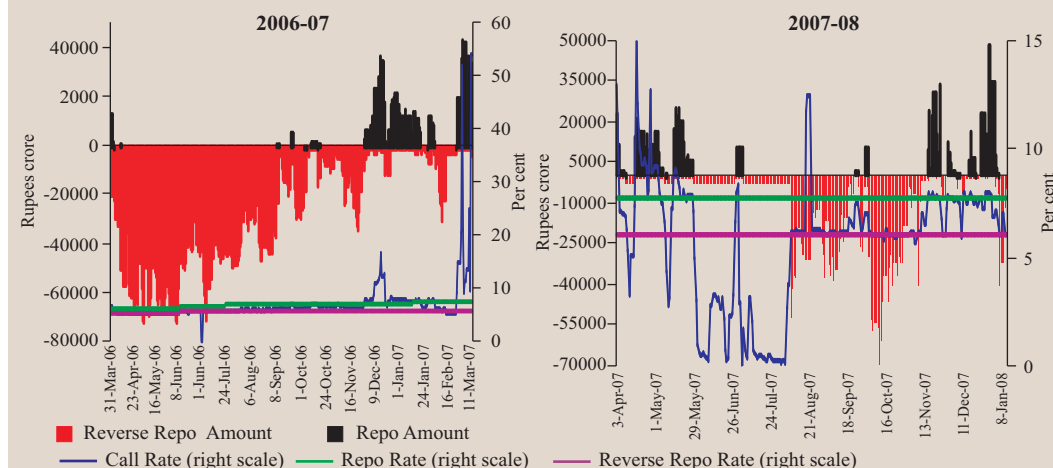 2006-07
60
50
40
30
20
10
0
40000
2000
0
-20000
-40000
-60000
-80000
Rupees crore
Per cent
31-Mar-06
23-Apr-06
16-May-06
8-Jun-06
1-Jun-06
24-Jul-06
6-Aug-06
8-Sep-06
1-Oct-06
24-Oct-06
16-Nov-06
9-Dec-06
1-Jan-07
24-Jan-07
16-Feb-07
11-Mar-07
2007-08
50000
35000
20000
5000
-10000
-25000
-40000
-55000
-70000
Rupees crore
15
10
5
0
Per cent
3-Apr-07
1-May-07
29-May-07
26-Jun-07
24-Jul-07
21-Aug-07
18-Sep-07
16-Oct-07
13-Nov-07
11-Dec-07
8-Jan-08
Reverse Repo Amount
Repo Amount
Call Rate (right scale)
Repo Rate (right scale)
Reverse Repo Rate (right scale)